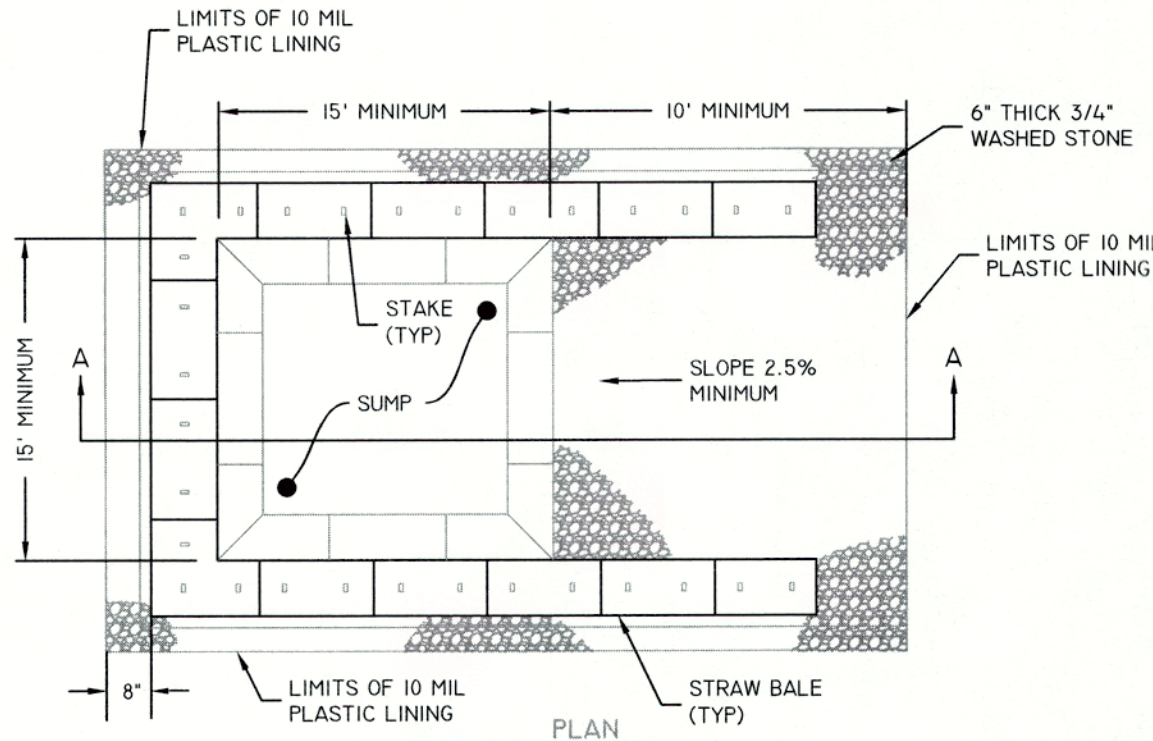 LIMITS OF 10 MIL
PLASTIC LINING
15' MINIMUM
10' MINIMUM
6" THICK 3/4"
WASHED STONE
LIMITS OF 10 MIL
PLASTIC LINING
STAKE
(TYP)
A
15' MINIMUM
SUMP
SLOPE 2.5%
MINIMUM
A
8"
LIMITS OF 10 MIL
PLASTIC LINING
STRAW BALE
(TYP)
PLAN